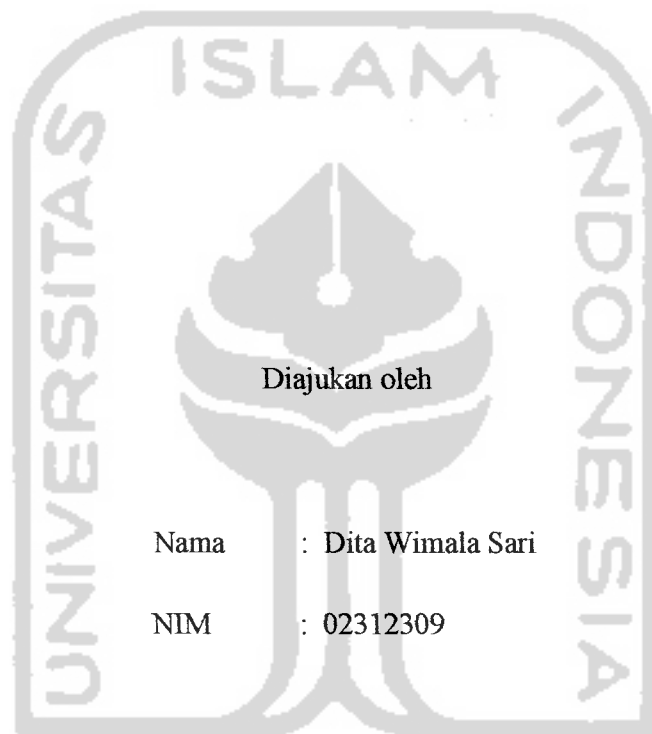 UNIVERSITAS ISLAM INDONESIA
Diajukan oleh
Nama : Dita Wimala Sari
NIM : 02312309